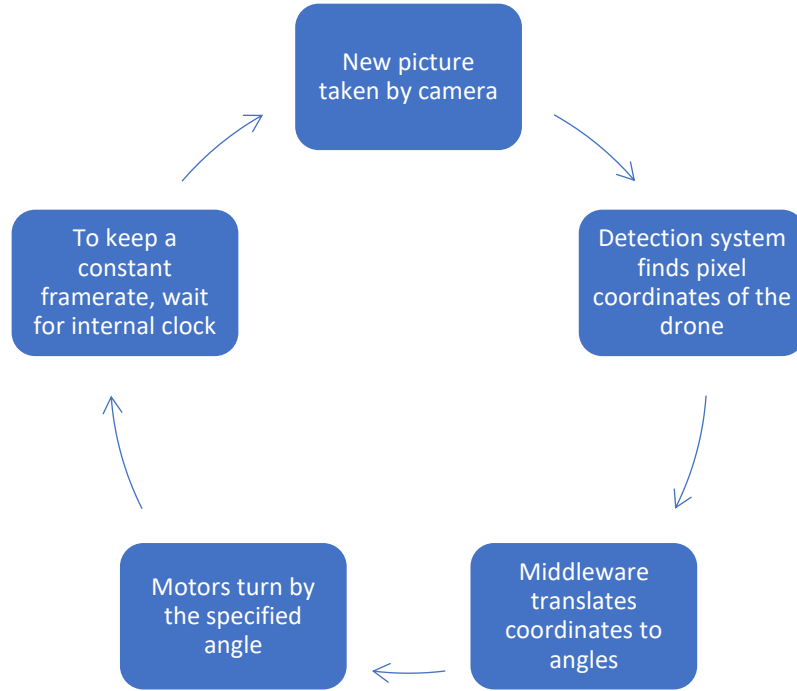 New picture
taken by camera
Detection system
finds pixel
coordinates of the
drone
Middleware
translates
coordinates to
angles
Motors turn by
the specified
angle
To keep a
constant
framerate, wait
for internal clock